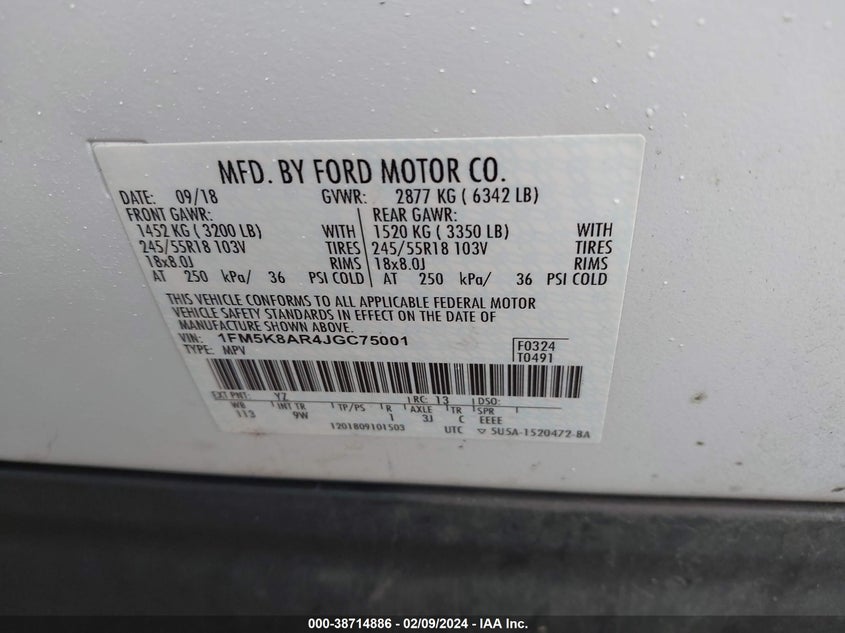 MFD. BY FORD MOTOR CO.
DATE: 09/18 GVWR: 2877 KG ( 6342 LB)
FRONT GAWR: REAR GAWR:
1452 KG ( 3200 LB) WITH 1520 KG ( 3350 LB) WITH
245/55R18 103V TIRES 245/55R18 103V TIRES
18x8.0J RIMS 18x8.0J RIMS
AT 250 kPa/ 36 PSI COLD AT 250 kPa/ 36 PSI COLD
THIS VEHICLE CONFORMS TO ALL APPLICABLE FEDERAL MOTOR
VEHICLE SAFETY STANDARDS IN EFFECT ON THE DATE OF
MANUFACTURE SHOWN ABOVE.
VIN: 1FM5K8AR4JGC75001 F0324
TYPE: MPV T0491
EXT PNT: YZ RC: 13 DSO:
WB INT TR TP/PS R AXLE TR SPR
113 9W 1 3J C EEEE
1201809101503 UTC ▽ 5U5A-1520472-BA
000-38714886 - 02/09/2024 - IAA Inc.